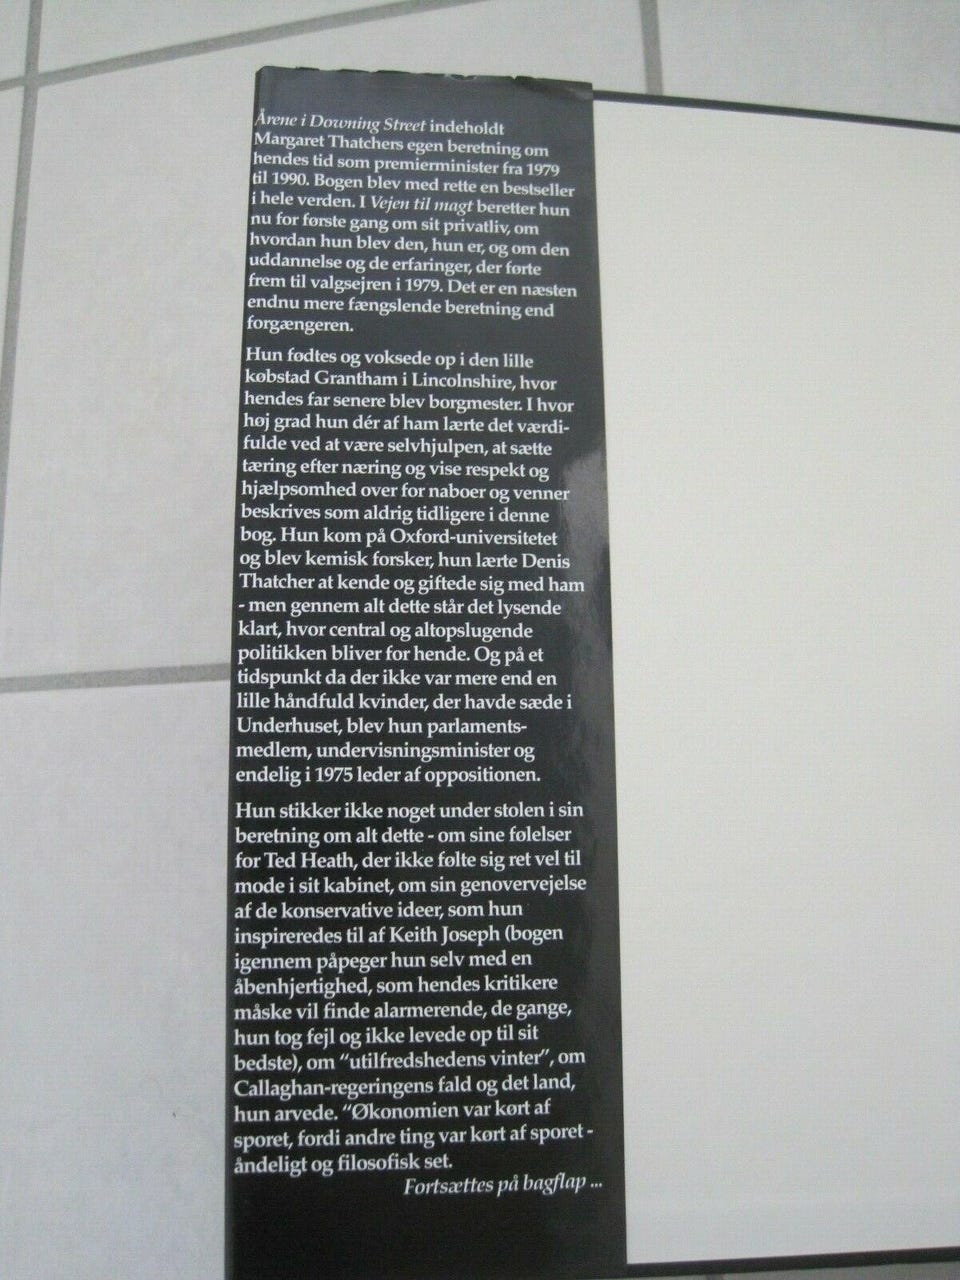 Årene i Downing Street indeholdt
Margaret Thatchers egen beretning om
hendes tid som premierminister fra 1979
til 1990. Bogen blev med rette en bestseller
i hele verden. I Vejen til magt beretter hun
nu for første gang om sit privatliv, om
hvordan hun blev den, hun er, og om den
uddannelse og de erfaringer, der førte
frem til valgsejren i 1979. Det er en næsten
endnu mere fængslende beretning end
forgængeren.
Hun fødtes og voksede op i den lille
købstad Grantham i Lincolnshire, hvor
hendes far senere blev borgmester. I hvor
høj grad hun dér af ham lærte det værdi-
fulde ved at være selvhjulpen, at sætte
tæring efter næring og vise respekt og
hjælpsomhed over for naboer og venner
beskrives som aldrig tidligere i denne
bog. Hun kom på Oxford-universitetet
og blev kemisk forsker, hun lærte Denis
Thatcher at kende og giftede sig med ham
- men gennem alt dette står det lysende
klart, hvor central og altopslugende
politikken bliver for hende. Og på et
tidspunkt da der ikke var mere end en
lille håndfuld kvinder, der havde sæde i
Underhuset, blev hun parlaments-
medlem, undervisningsminister og
endelig i 1975 leder af oppositionen.
Hun stikker ikke noget under stolen i sin
beretning om alt dette - om sine følelser
for Ted Heath, der ikke følte sig ret vel til
mode i sit kabinet, om sin genovervejelse
af de konservative ideer, som hun
inspireredes til af Keith Joseph (bogen
igennem påpeger hun selv med en
åbenhjertighed, som hendes kritikere
måske vil finde alarmerende, de gange,
hun tog fejl og ikke levede op til sit
bedste), om “utilfredshedens vinter”, om
Callaghan-regeringens fald og det land,
hun arvede. “Økonomien var kørt af
sporet, fordi andre ting var kørt af sporet -
åndeligt og filosofisk set.
Fortsættes på bagflap ...